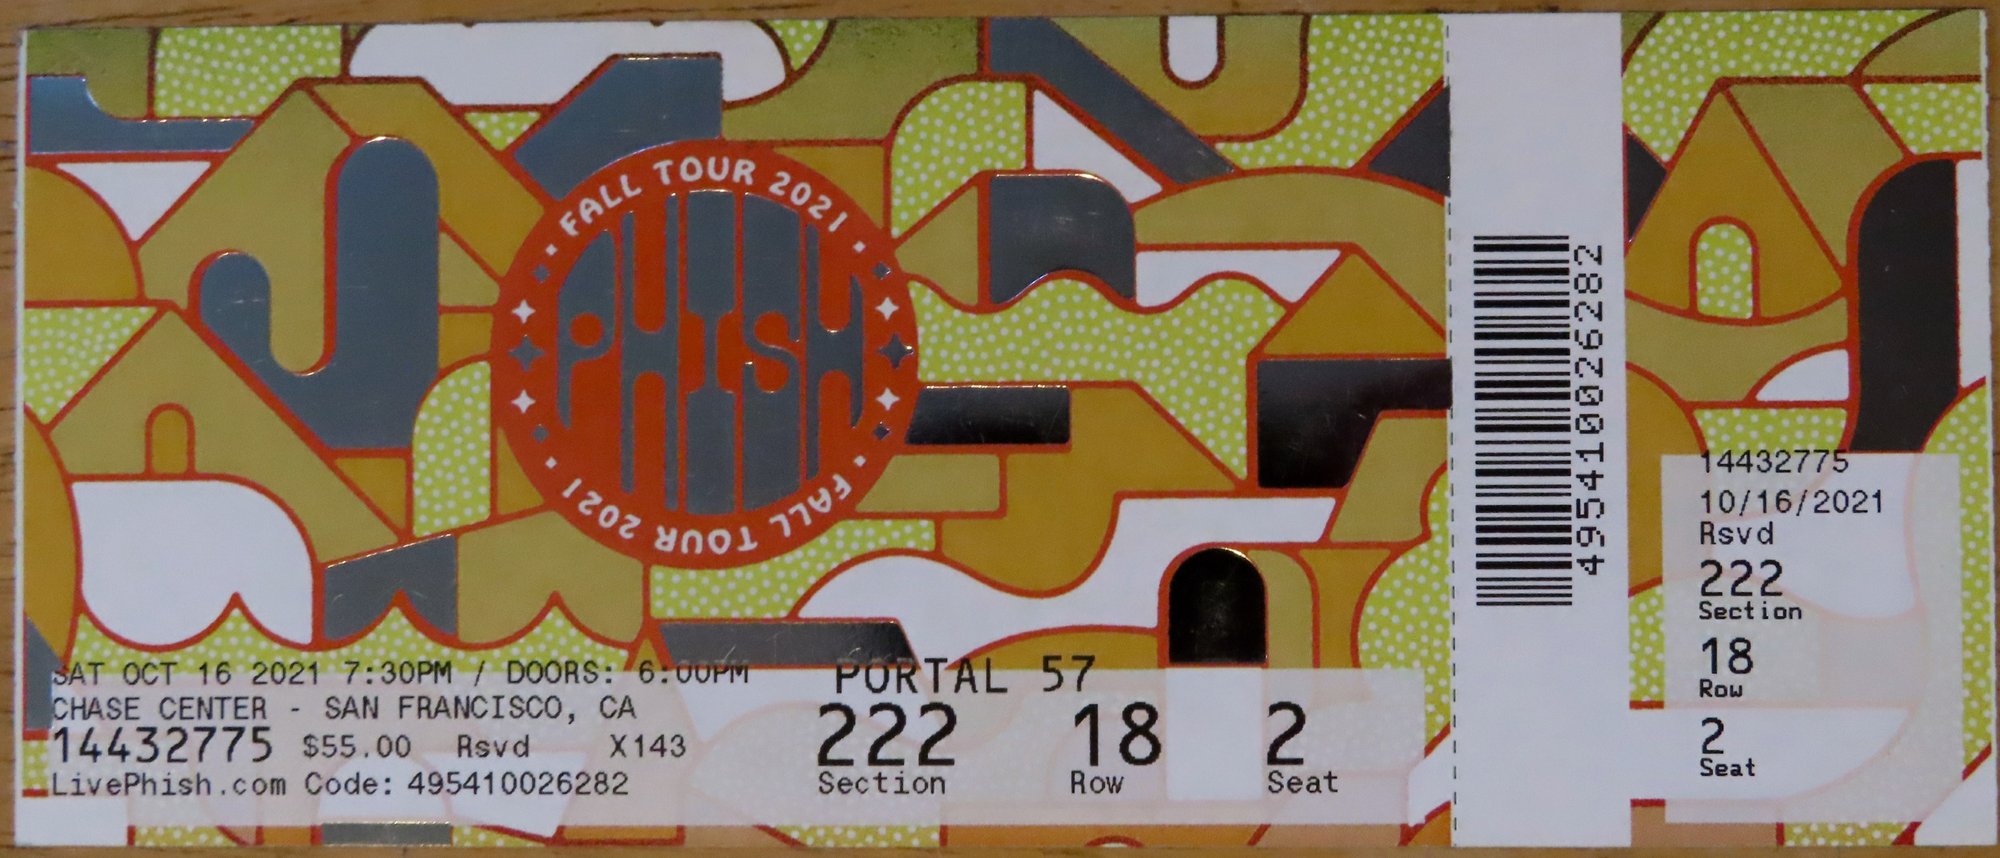 FALL TOUR 2021
PHISH
FALL TOUR 2021
SAT OCT 16 2021 7:30PM / DOORS: 6:00PM
CHASE CENTER - SAN FRANCISCO, CA
14432775 $55.00 Rsvd X143
LivePhish.com Code: 495410026282
PORTAL 57
222 18 2
Section Row Seat
495410026282
14432775
10/16/2021
Rsvd
222
Section
18
Row
2
Seat